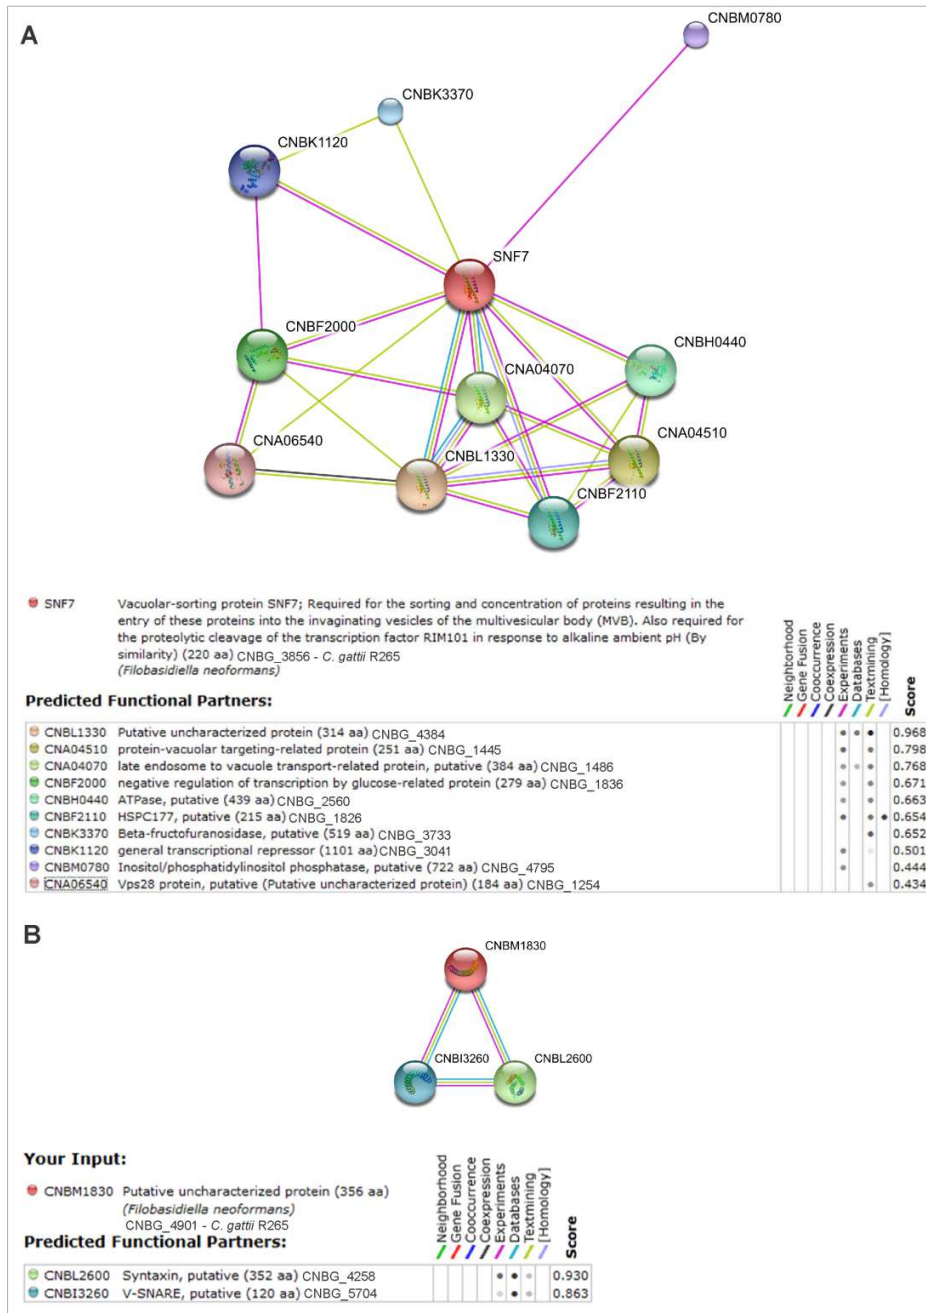 A
CNBM0780
CNBK3370
CNBK1120
SNF7
CNBF2000
CNBH0440
CNA04070
CNA06540
CNA04510
CNBL1330
CNBF2110
SNF7 Vacuolar-sorting protein SNF7; Required for the sorting and concentration of proteins resulting in the
entry of these proteins into the invaginating vesicles of the multivesicular body (MVB). Also required for
the proteolytic cleavage of the transcription factor RIM101 in response to alkaline ambient pH (By
similarity) (220 aa) CNBG_3856 - C. gattii R265
(Filobasidiella neoformans)
Neighborhood
Gene Fusion
Cooccurrence
Coexpression
Experiments
Databases
Textmining
[Homology]
Score
Predicted Functional Partners:
CNBL1330 Putative uncharacterized protein (314 aa) CNBG_4384 0.968
CNA04510 protein-vacuolar targeting-related protein (251 aa) CNBG_1445 0.798
CNA04070 late endosome to vacuole transport-related protein, putative (384 aa) CNBG_1486 0.768
CNBF2000 negative regulation of transcription by glucose-related protein (279 aa) CNBG_1836 0.671
CNBH0440 ATPase, putative (439 aa) CNBG_2560 0.663
CNBF2110 HSPC177, putative (215 aa) CNBG_1826 0.654
CNBK3370 Beta-fructofuranosidase, putative (519 aa) CNBG_3733 0.652
CNBK1120 general transcriptional repressor (1101 aa) CNBG_3041 0.501
CNBM0780 Inositol/phosphatidylinositol phosphatase, putative (722 aa) CNBG_4795 0.444
CNA06540 Vps28 protein, putative (Putative uncharacterized protein) (184 aa) CNBG_1254 0.434
B
CNBM1830
CNBI3260
CNBL2600
Your Input:
CNBM1830 Putative uncharacterized protein (356 aa)
(Filobasidiella neoformans)
CNBG_4901 - C. gattii R265
Neighborhood
Gene Fusion
Cooccurrence
Coexpression
Experiments
Databases
Textmining
[Homology]
Score
Predicted Functional Partners:
CNBL2600 Syntaxin, putative (352 aa) CNBG_4258 0.930
CNBI3260 V-SNARE, putative (120 aa) CNBG_5704 0.863